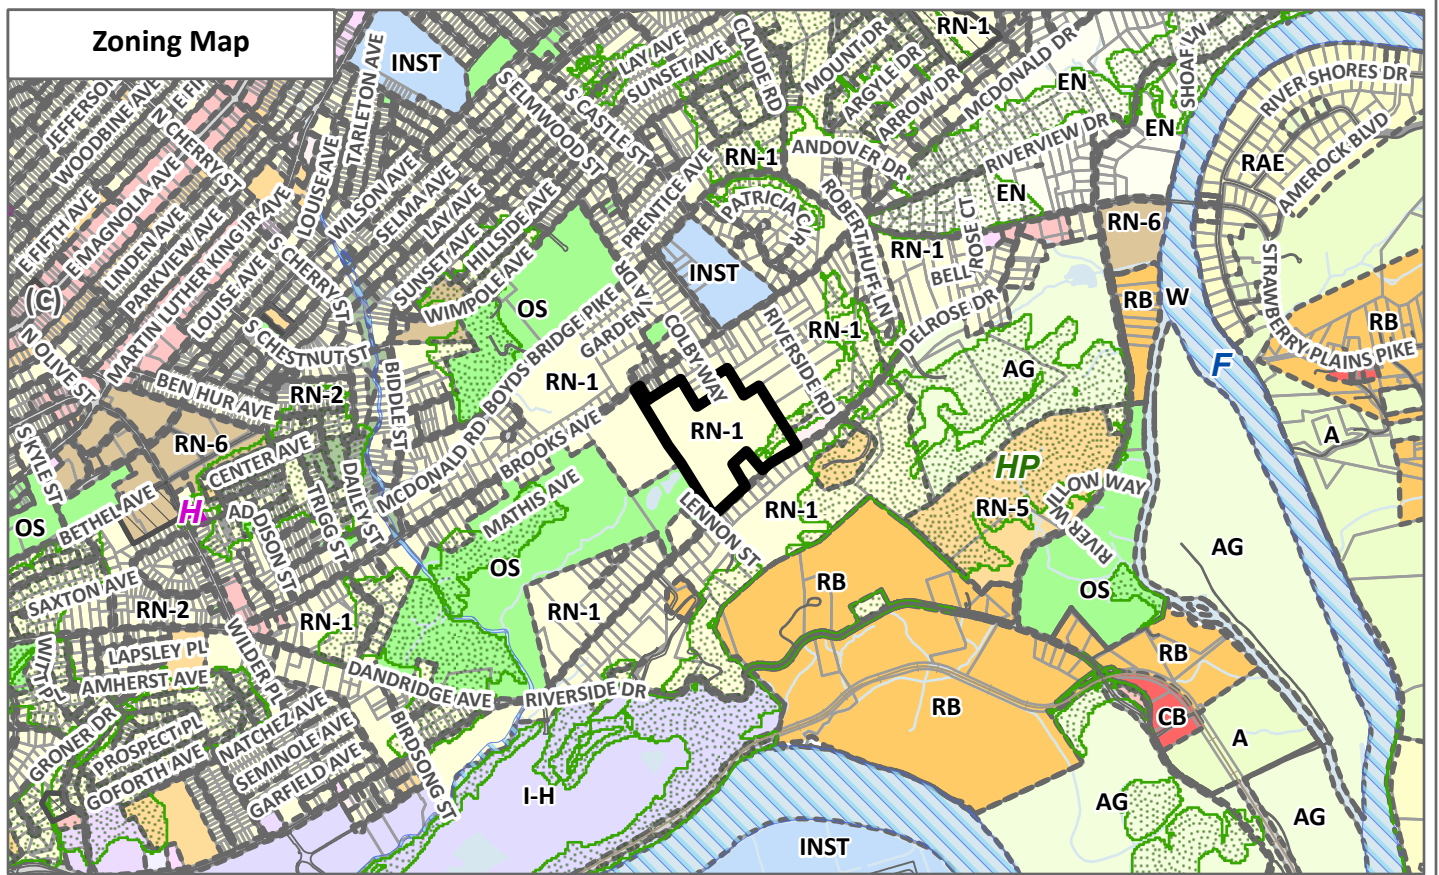 Zoning Map
INST
TARLETON AVE
JEFFERSON
WOODBINE AVE
N CHERRY ST
E FIFTH AVE
E MAGNOLIA AVE
LINDEN AVE
PARKVIEW AVE
MARTIN LUTHER KING JR AVE
LOUISE AVE
S CHERRY ST
LOUISE AVE
S CHESTNUT ST
(C)
N OLIVE ST
WILSON AVE
SELMA AVE
LAY AVE
SUNSET AVE
HILLSIDE AVE
WIMPOLE AVE
S ELMWOOD ST
S CASTLE ST
LAY AVE
SUNSET AVE
CLAUDE RD
MOUNT DR
ARGYLE DR
ARROW DR
MCDONALD DR
RN-1
EN
SHOAF
EN
RIVERVIEW DR
EN
ANDOVER DR
RN-1
PRENTICE AVE
PATRICIA CIR
ROBERT HUFF LN
RN-1
BELL
ROSE CT
DELROSE DR
RIVER SHORES DR
AMEROCK BLVD
RAE
RN-6
RB
W
STRAWBERRY PLAINS PIKE
RB
F
A
OS
INST
GARDENIA DR
BOYDS BRIDGE PIKE
COLBY WAY
RIVERSIDE RD
RN-1
RN-1
RN-1
AG
BEN HUR AVE
RN-2
BIDDLE ST
MCDONALD RD
BROOKS AVE
MATHIS AVE
RN-6
CENTER AVE
S KYLE ST
OS
BETHEL AVE
H
ADDISON ST
TRIGG ST
DAILEY ST
LENNON ST
RN-1
HP
RN-5
WILLOW WAY
RIVER
OS
AG
OS
RB
SAXTON AVE
RN-2
RN-1
RN-1
WITT PL
LAPSLEY PL
AMHERST AVE
WILDER PL
DANDRIDGE AVE
RIVERSIDE DR
RB
RB
CB
A
GRONER DR
PROSPECT PL
GOFORTH AVE
NATCHEZ AVE
SEMINOLE AVE
GARFIELD AVE
BIRDSONG ST
I-H
INST
AG
AG